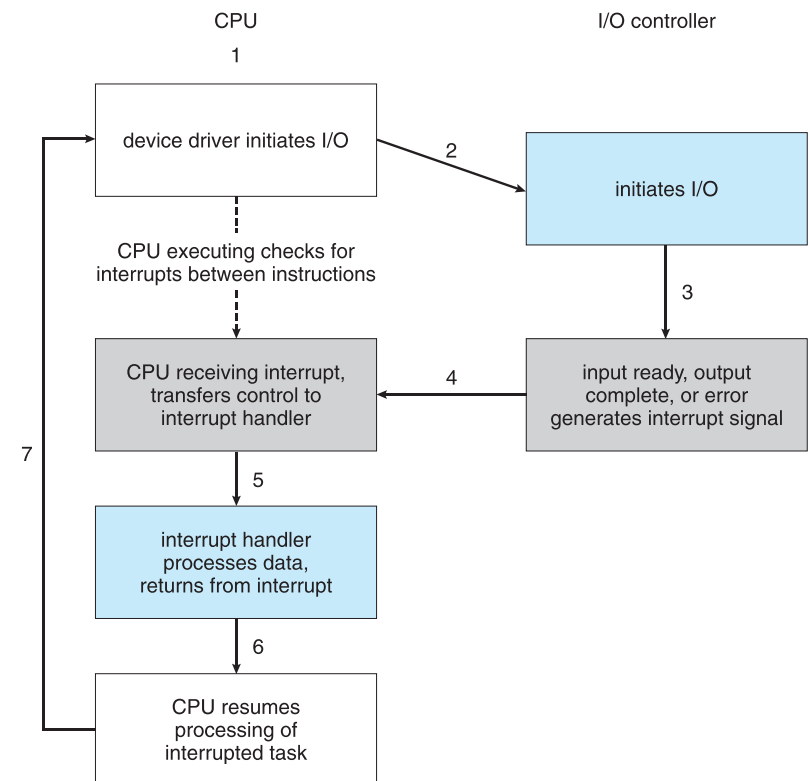 CPU
I/O controller
1
device driver initiates I/O
2
initiates I/O
CPU executing checks for
interrupts between instructions
3
CPU receiving interrupt,
transfers control to
interrupt handler
4
input ready, output
complete, or error
generates interrupt signal
7
5
interrupt handler
processes data,
returns from interrupt
6
CPU resumes
processing of
interrupted task